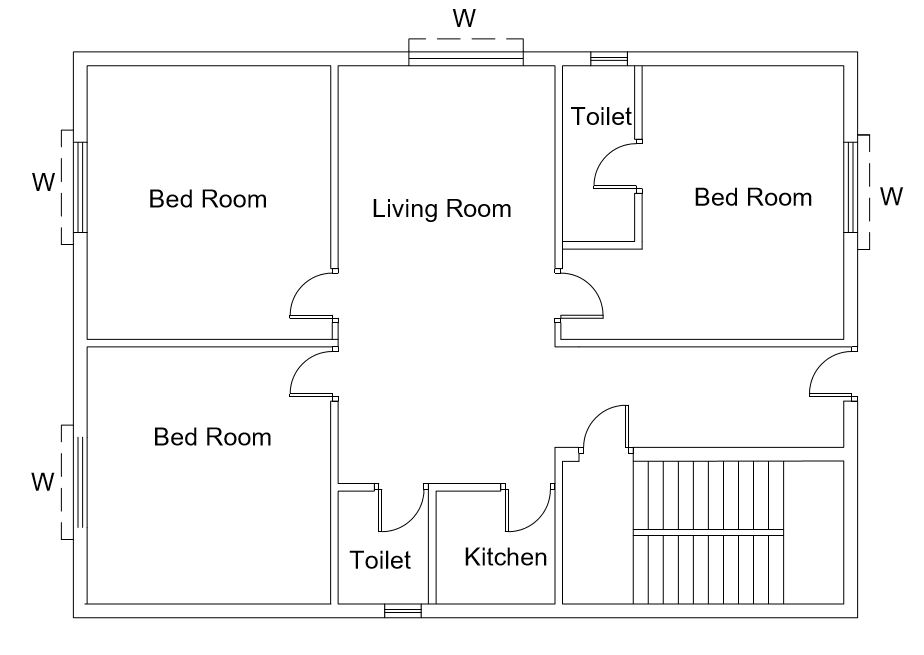 W
Toilet
W
Bed Room
Living Room
Bed Room
W
Bed Room
W
Toilet
Kitchen